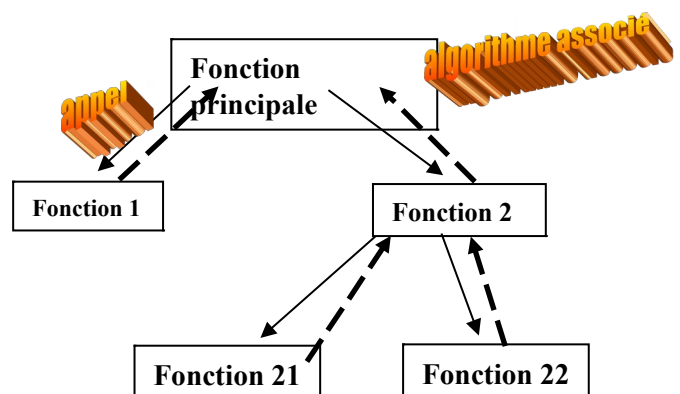 algorithme associé
Fonction
principale
appel
Fonction 1
Fonction 2
Fonction 21
Fonction 22